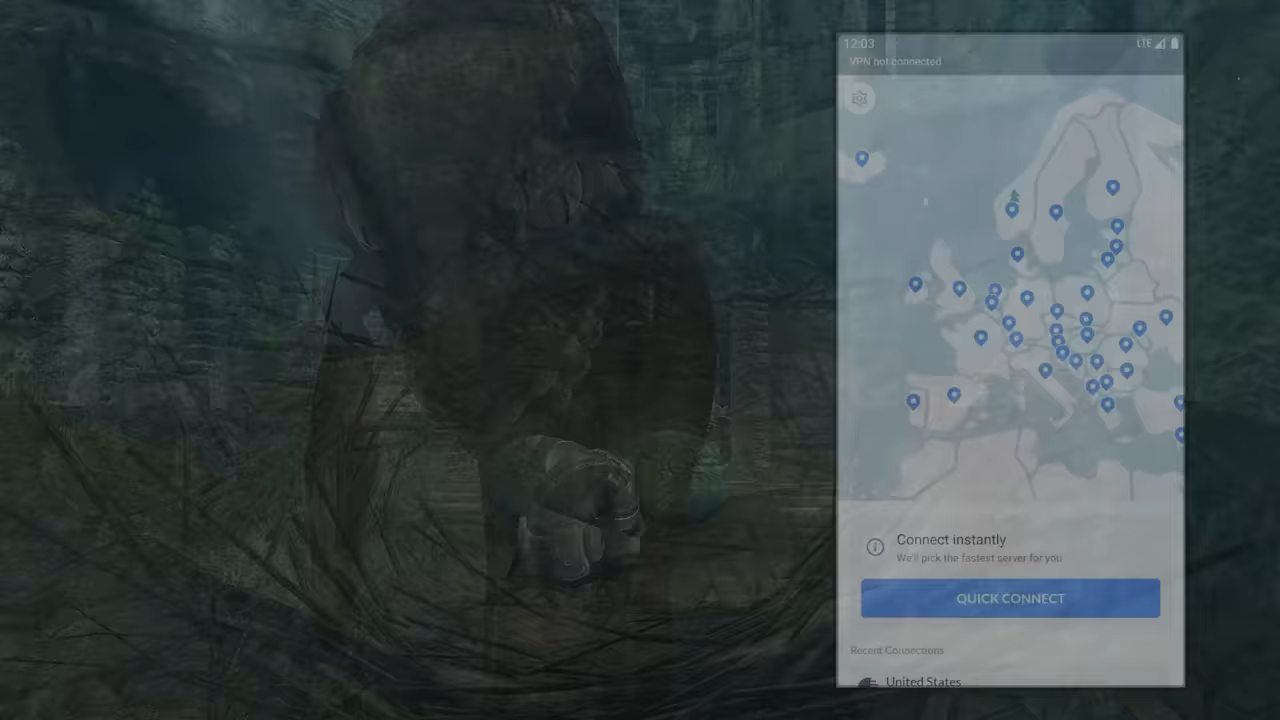 12:03
LTE
VPN not connected
Connect instantly
We'll pick the fastest server for you
QUICK CONNECT
Recent Connections
United States